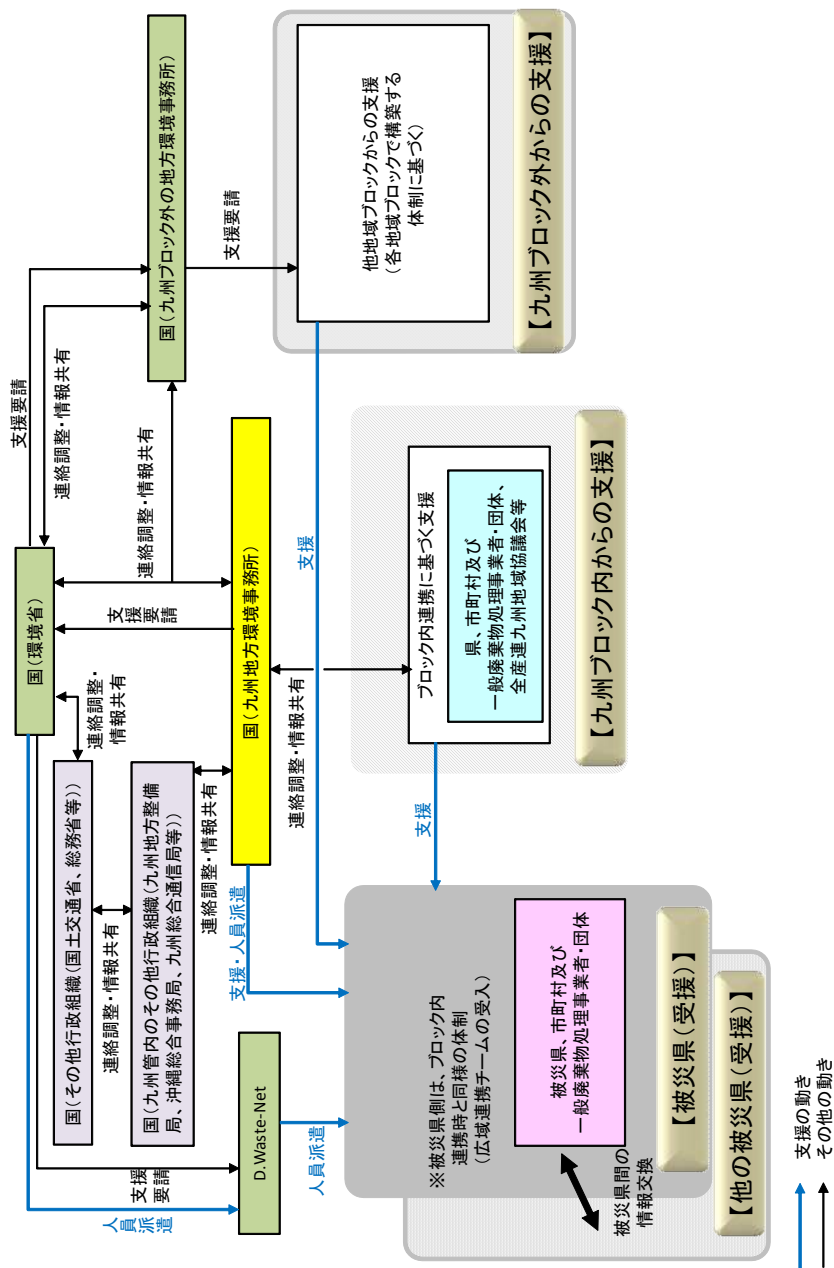 支援要請
連絡調整・情報共有
国(環境省)
連絡調整・
情報共有
支援
要請
連絡調整・情報共有
国(その他行政組織(国土交通省、総務省等))
連絡調整・情報共有
国(九州管内のその他行政組織(九州地方整備
局、沖縄総合事務局、九州総合通信局等))
連絡調整・情報共有
国(九州地方環境事務所)
国(九州ブロック外の地方環境事務所)
支援要請
支援
要請
人員
派遣
D.Waste-Net
人員派遣
支援・人員派遣
連絡調整・情報共有
支援
支援
※被災県側は、ブロック内
連携時と同様の体制
(広域連携チームの受入)
被災県、市町村及び
一般廃棄物処理事業者・団体
被災県間の
情報交換
【被災県(受援)】
【他の被災県(受援)】
ブロック内連携に基づく支援
県、市町村及び
一般廃棄物処理事業者・団体、
全産連九州地域協議会等
【九州ブロック内からの支援】
他地域ブロックからの支援
(各地域ブロックで構築する
体制に基づく)
【九州ブロック外からの支援】
支援の動き
その他の動き